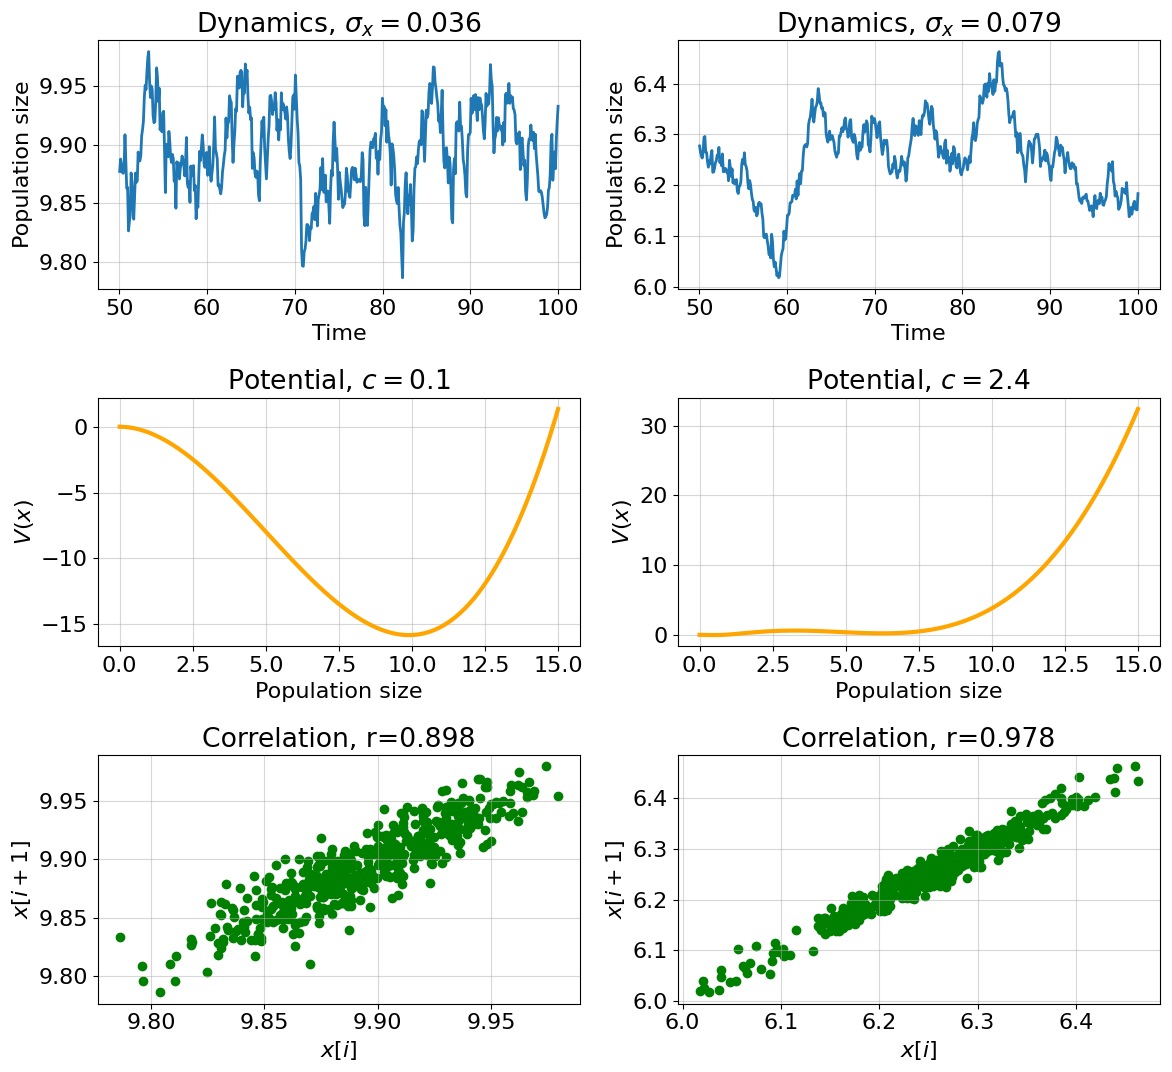 Dynamics, σₓ = 0.036
Population size
9.95
9.90
9.85
9.80
50 60 70 80 90 100
Time
Dynamics, σₓ = 0.079
Population size
6.4
6.3
6.2
6.1
6.0
50 60 70 80 90 100
Time
Potential, c = 0.1
V(x)
0
−5
−10
−15
0.0 2.5 5.0 7.5 10.0 12.5 15.0
Population size
Potential, c = 2.4
V(x)
30
20
10
0
0.0 2.5 5.0 7.5 10.0 12.5 15.0
Population size
Correlation, r=0.898
x[i + 1]
9.95
9.90
9.85
9.80
9.80 9.85 9.90 9.95
x[i]
Correlation, r=0.978
x[i + 1]
6.4
6.3
6.2
6.1
6.0
6.0 6.1 6.2 6.3 6.4
x[i]